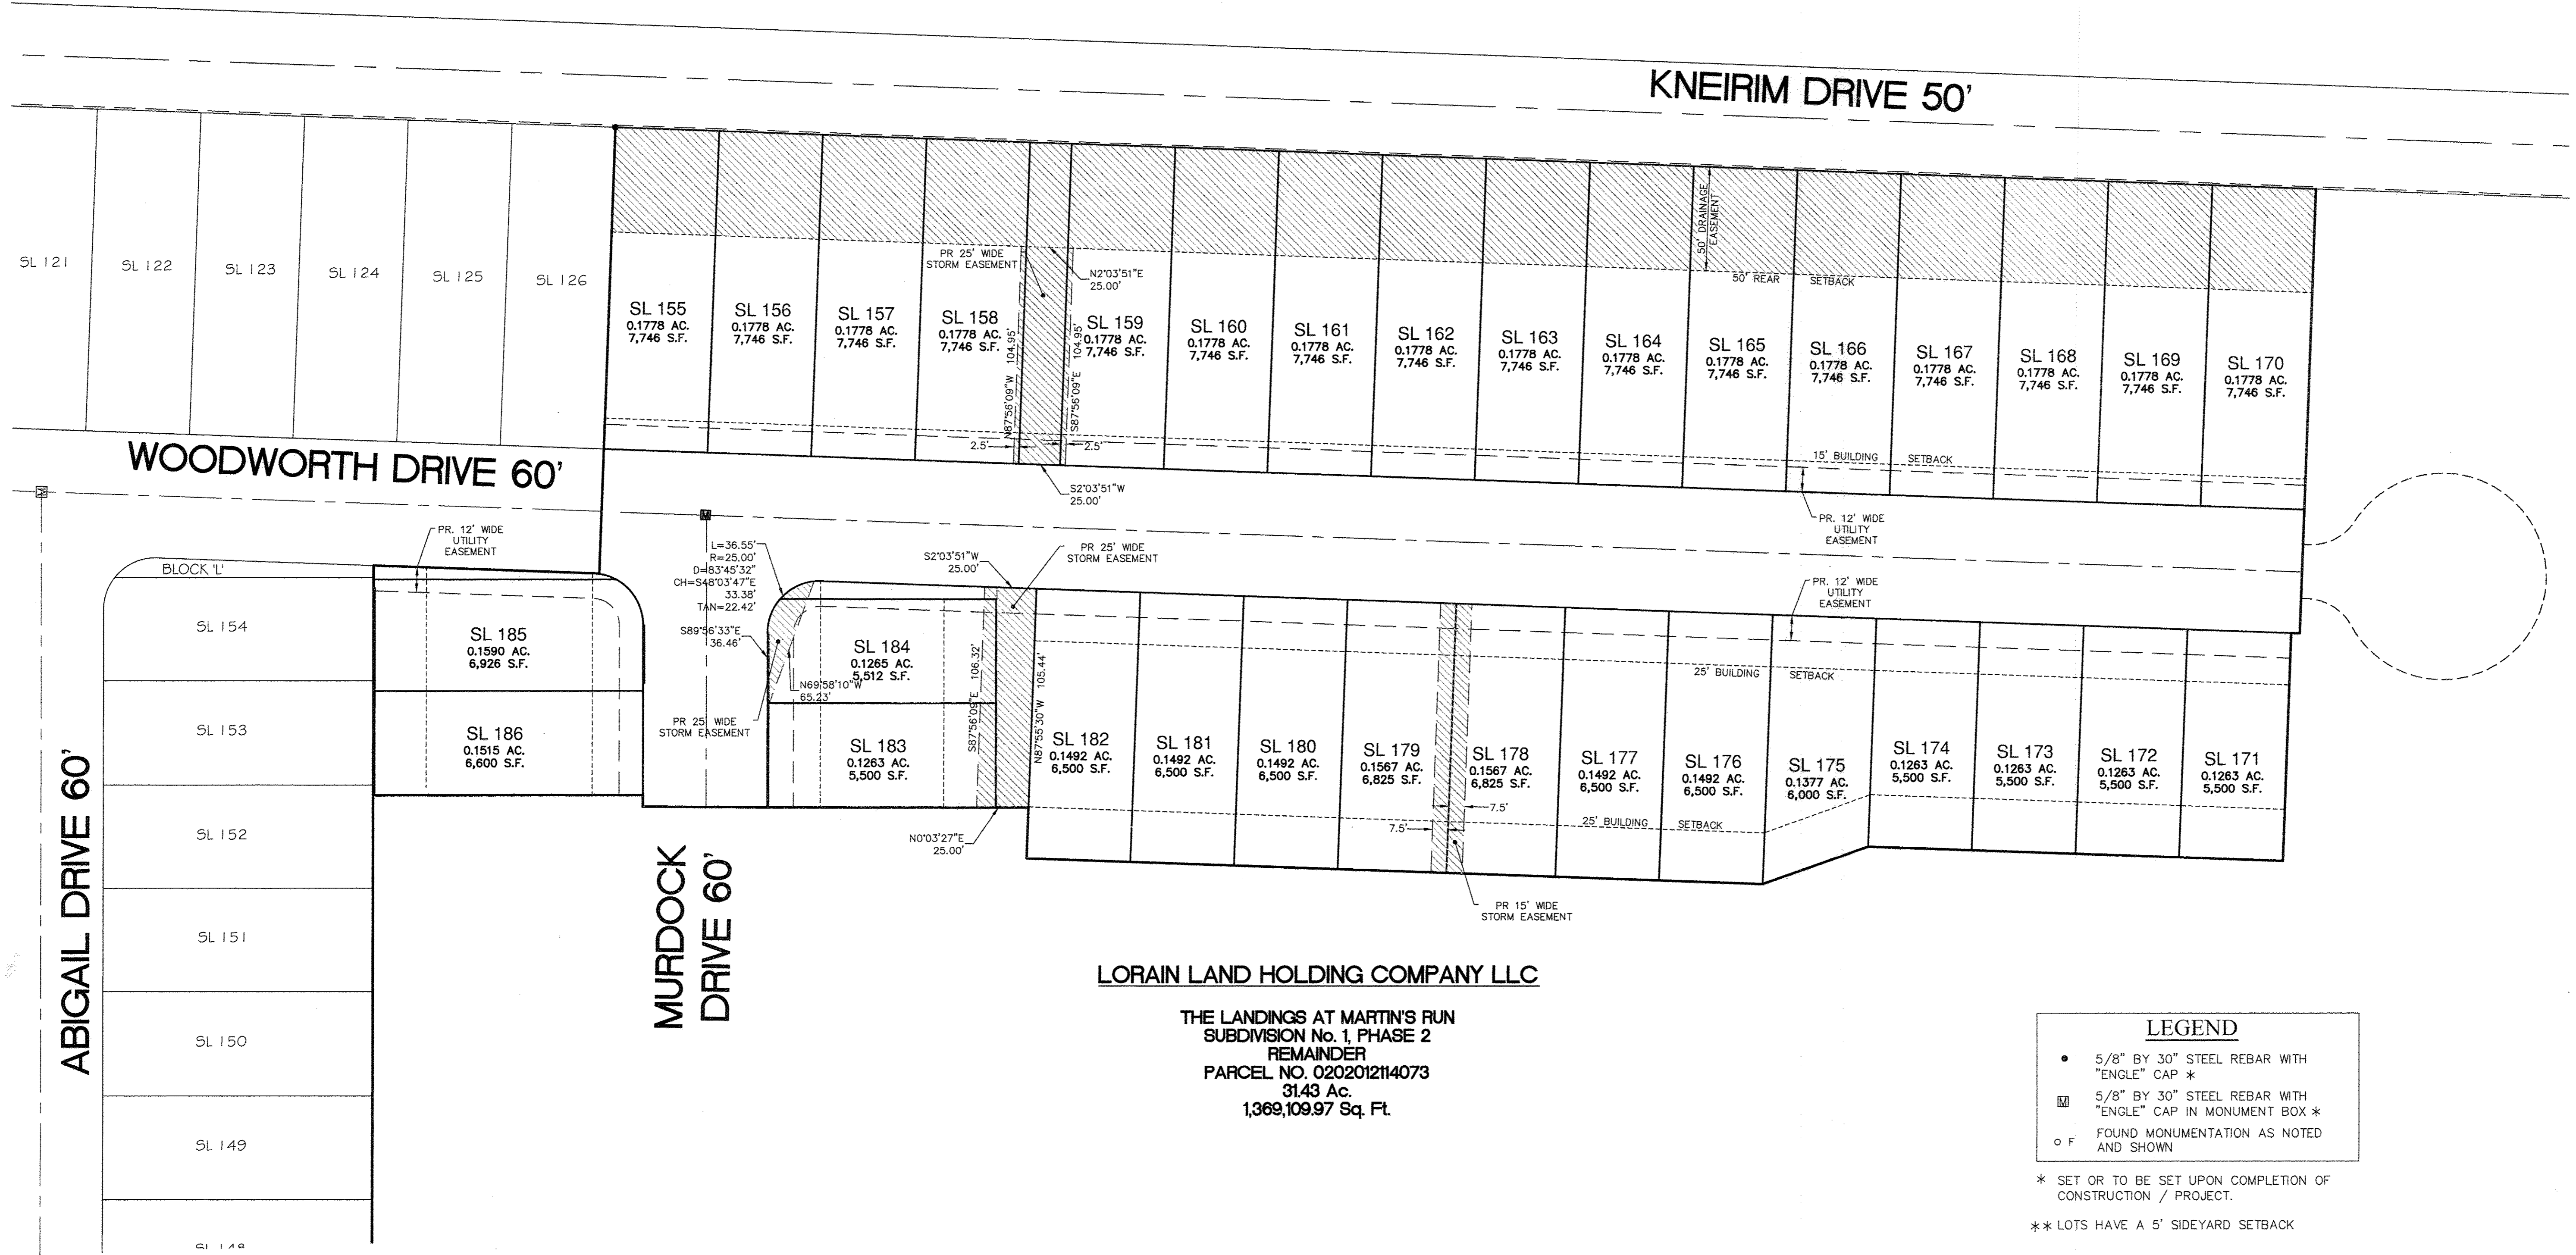 KNEIRIM DRIVE 50'
SL 121
SL 122
SL 123
SL 124
SL 125
SL 126
SL 155
0.1778 AC.
7,746 S.F.
SL 156
0.1778 AC.
7,746 S.F.
SL 157
0.1778 AC.
7,746 S.F.
SL 158
0.1778 AC.
7,746 S.F.
PR 25' WIDE
STORM EASEMENT
N2°03'51"E
25.00'
N87°56'09"W 104.95'
S87°56'09"E 104.95'
2.5'
2.5'
S2°03'51"W
25.00'
SL 159
0.1778 AC.
7,746 S.F.
SL 160
0.1778 AC.
7,746 S.F.
SL 161
0.1778 AC.
7,746 S.F.
SL 162
0.1778 AC.
7,746 S.F.
SL 163
0.1778 AC.
7,746 S.F.
SL 164
0.1778 AC.
7,746 S.F.
50' DRAINAGE
EASEMENT
50' REAR SETBACK
SL 165
0.1778 AC.
7,746 S.F.
SL 166
0.1778 AC.
7,746 S.F.
SL 167
0.1778 AC.
7,746 S.F.
SL 168
0.1778 AC.
7,746 S.F.
SL 169
0.1778 AC.
7,746 S.F.
SL 170
0.1778 AC.
7,746 S.F.
15' BUILDING SETBACK
PR. 12' WIDE
UTILITY
EASEMENT
WOODWORTH DRIVE 60'
M
M
PR. 12' WIDE
UTILITY
EASEMENT
BLOCK 'L'
SL 154
SL 153
SL 152
SL 151
SL 150
SL 149
SL 148
ABIGAIL DRIVE 60'
SL 185
0.1590 AC.
6,926 S.F.
SL 186
0.1515 AC.
6,600 S.F.
L=36.55'
R=25.00'
D=83°45'32"
CH=S48°03'47"E
33.38'
TAN=22.42'
S89°56'33"E
36.46'
N69°58'10"W
65.23'
PR 25' WIDE
STORM EASEMENT
MURDOCK
DRIVE 60'
SL 184
0.1265 AC.
5,512 S.F.
SL 183
0.1263 AC.
5,500 S.F.
S2°03'51"W
25.00'
PR 25' WIDE
STORM EASEMENT
S87°56'09"E 106.32'
N87°55'30"W 105.44'
N0°03'27"E
25.00'
SL 182
0.1492 AC.
6,500 S.F.
SL 181
0.1492 AC.
6,500 S.F.
SL 180
0.1492 AC.
6,500 S.F.
SL 179
0.1567 AC.
6,825 S.F.
SL 178
0.1567 AC.
6,825 S.F.
7.5'
7.5'
PR 15' WIDE
STORM EASEMENT
SL 177
0.1492 AC.
6,500 S.F.
SL 176
0.1492 AC.
6,500 S.F.
SL 175
0.1377 AC.
6,000 S.F.
SL 174
0.1263 AC.
5,500 S.F.
SL 173
0.1263 AC.
5,500 S.F.
SL 172
0.1263 AC.
5,500 S.F.
SL 171
0.1263 AC.
5,500 S.F.
PR. 12' WIDE
UTILITY
EASEMENT
25' BUILDING SETBACK
25' BUILDING SETBACK
LORAIN LAND HOLDING COMPANY LLC
THE LANDINGS AT MARTIN'S RUN
SUBDIVISION No. 1, PHASE 2
REMAINDER
PARCEL NO. 0202012114073
31.43 Ac.
1,369,109.97 Sq. Ft.
LEGEND
5/8" BY 30" STEEL REBAR WITH
"ENGLE" CAP *
M 5/8" BY 30" STEEL REBAR WITH
"ENGLE" CAP IN MONUMENT BOX *
F FOUND MONUMENTATION AS NOTED
AND SHOWN
* SET OR TO BE SET UPON COMPLETION OF
CONSTRUCTION / PROJECT.
** LOTS HAVE A 5' SIDEYARD SETBACK